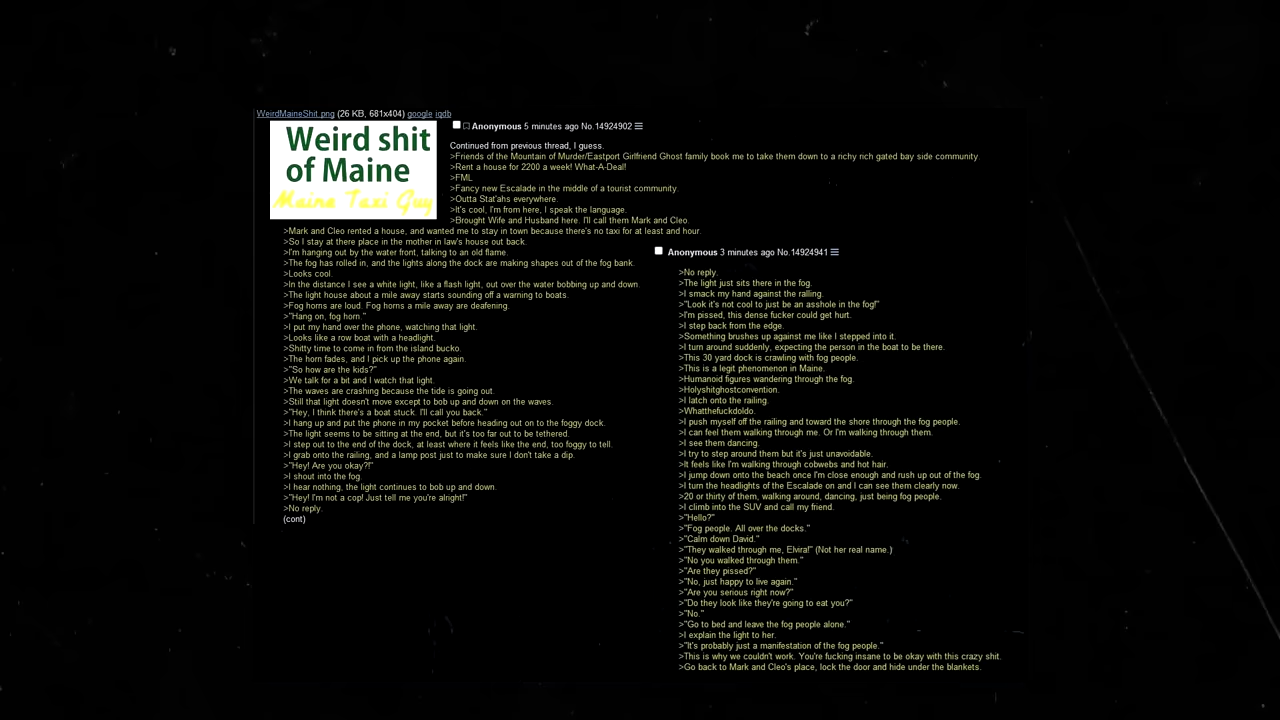 WeirdMaineShit.png (26 KB, 681x404) google iqdb
Weird shit
of Maine
Maine Taxi Guy
Anonymous 5 minutes ago No.14924902
Continued from previous thread, I guess.
>Friends of the Mountain of Murder/Eastport Girlfriend Ghost family book me to take them down to a richy rich gated bay side community.
>Rent a house for 2200 a week! What-A-Deal!
>FML
>Fancy new Escalade in the middle of a tourist community.
>Outta Stat'ahs everywhere.
>It's cool, I'm from here, I speak the language.
>Brought Wife and Husband here. I'll call them Mark and Cleo.
>Mark and Cleo rented a house, and wanted me to stay in town because there's no taxi for at least and hour.
>So I stay at there place in the mother in law's house out back.
>I'm hanging out by the water front, talking to an old flame.
>The fog has rolled in, and the lights along the dock are making shapes out of the fog bank.
>Looks cool.
>In the distance I see a white light, like a flash light, out over the water bobbing up and down.
>The light house about a mile away starts sounding off a warning to boats.
>Fog horns are loud. Fog horns a mile away are deafening.
>"Hang on, fog horn."
>I put my hand over the phone, watching that light.
>Looks like a row boat with a headlight.
>Shitty time to come in from the island bucko.
>The horn fades, and I pick up the phone again.
>"So how are the kids?"
>We talk for a bit and I watch that light.
>The waves are crashing because the tide is going out.
>Still that light doesn't move except to bob up and down on the waves.
>"Hey, I think there's a boat stuck. I'll call you back."
>I hang up and put the phone in my pocket before heading out on to the foggy dock.
>The light seems to be sitting at the end, but it's too far out to be tethered.
>I step out to the end of the dock, at least where it feels like the end, too foggy to tell.
>I grab onto the railing, and a lamp post just to make sure I don't take a dip.
>"Hey! Are you okay?!"
>I shout into the fog
>I hear nothing, the light continues to bob up and down.
>"Hey! I'm not a cop! Just tell me you're alright!"
>No reply.
(cont)
Anonymous 3 minutes ago No.14924941
>No reply.
>The light just sits there in the fog.
>I smack my hand against the railing.
>"Look it's not cool to just be an asshole in the fog!"
>I'm pissed, this dense fucker could get hurt.
>I step back from the edge.
>Something brushes up against me like I stepped into it.
>I turn around suddenly, expecting the person in the boat to be there.
>This 30 yard dock is crawling with fog people.
>This is a legit phenomenon in Maine.
>Humanoid figures wandering through the fog.
>Holyshitghostconvention.
>I latch onto the railing.
>Whatthefuckdoldo.
>I push myself off the railing and toward the shore through the fog people.
>I can feel them walking through me. Or I'm walking through them.
>I see them dancing.
>I try to step around them but it's just unavoidable.
>It feels like I'm walking through cobwebs and hot hair.
>I jump down onto the beach once I'm close enough and rush up out of the fog.
>I turn the headlights of the Escalade on and I can see them clearly now.
>20 or thirty of them, walking around, dancing, just being fog people.
>I climb into the SUV and call my friend.
>"Hello?"
>"Fog people. All over the docks."
>"Calm down David."
>"They walked through me, Elvira!" (Not her real name.)
>"No you walked through them."
>"Are they pissed?"
>"No, just happy to live again."
>"Are you serious right now?"
>"Do they look like they're going to eat you?"
>"No."
>"Go to bed and leave the fog people alone."
>I explain the light to her.
>"It's probably just a manifestation of the fog people."
>This is why we couldn't work. You're fucking insane to be okay with this crazy shit.
>Go back to Mark and Cleo's place, lock the door and hide under the blankets.